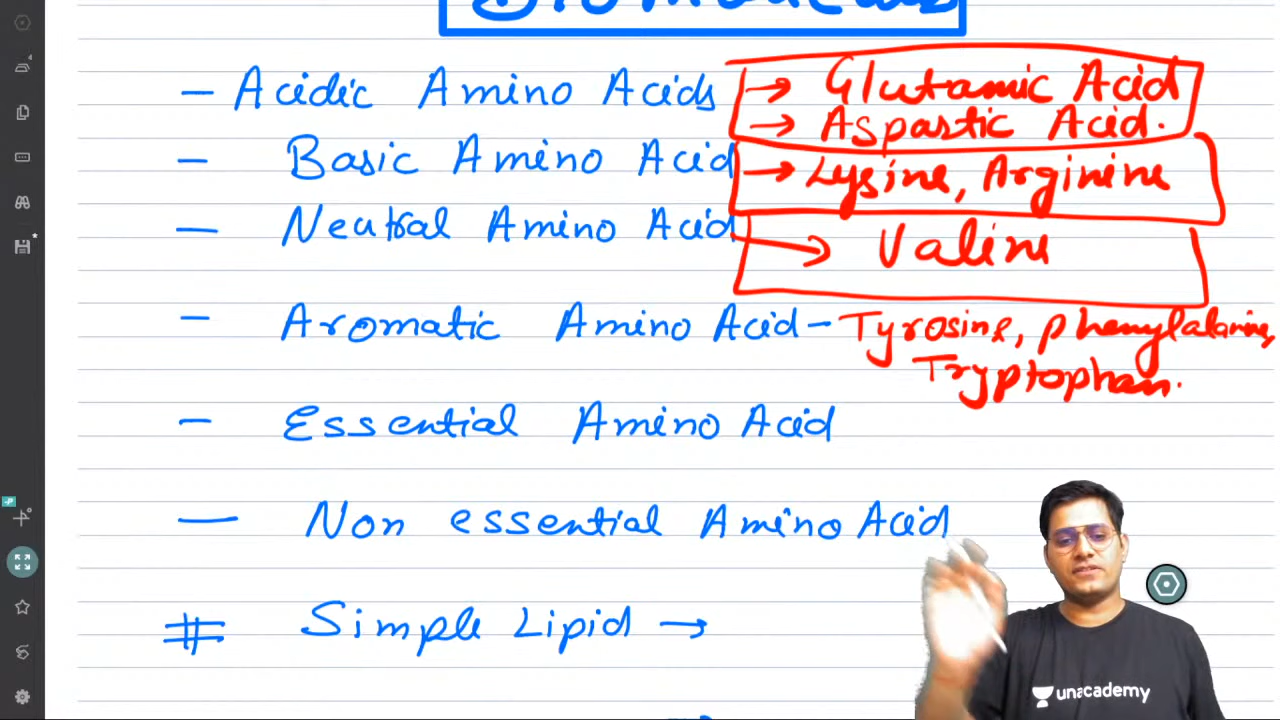 - Acidic Amino Acids → Glutamic Acid
→ Aspastic Acid.
- Basic Amino Acid → Lysine, Arginine
- Neutral Amino Acid → Valine
- Aromatic Amino Acid - Tyrosine, phenylalanine,
Tryptophan.
- Essential Amino Acid
- Non essential Amino Acid
# Simple Lipid →
unacademy